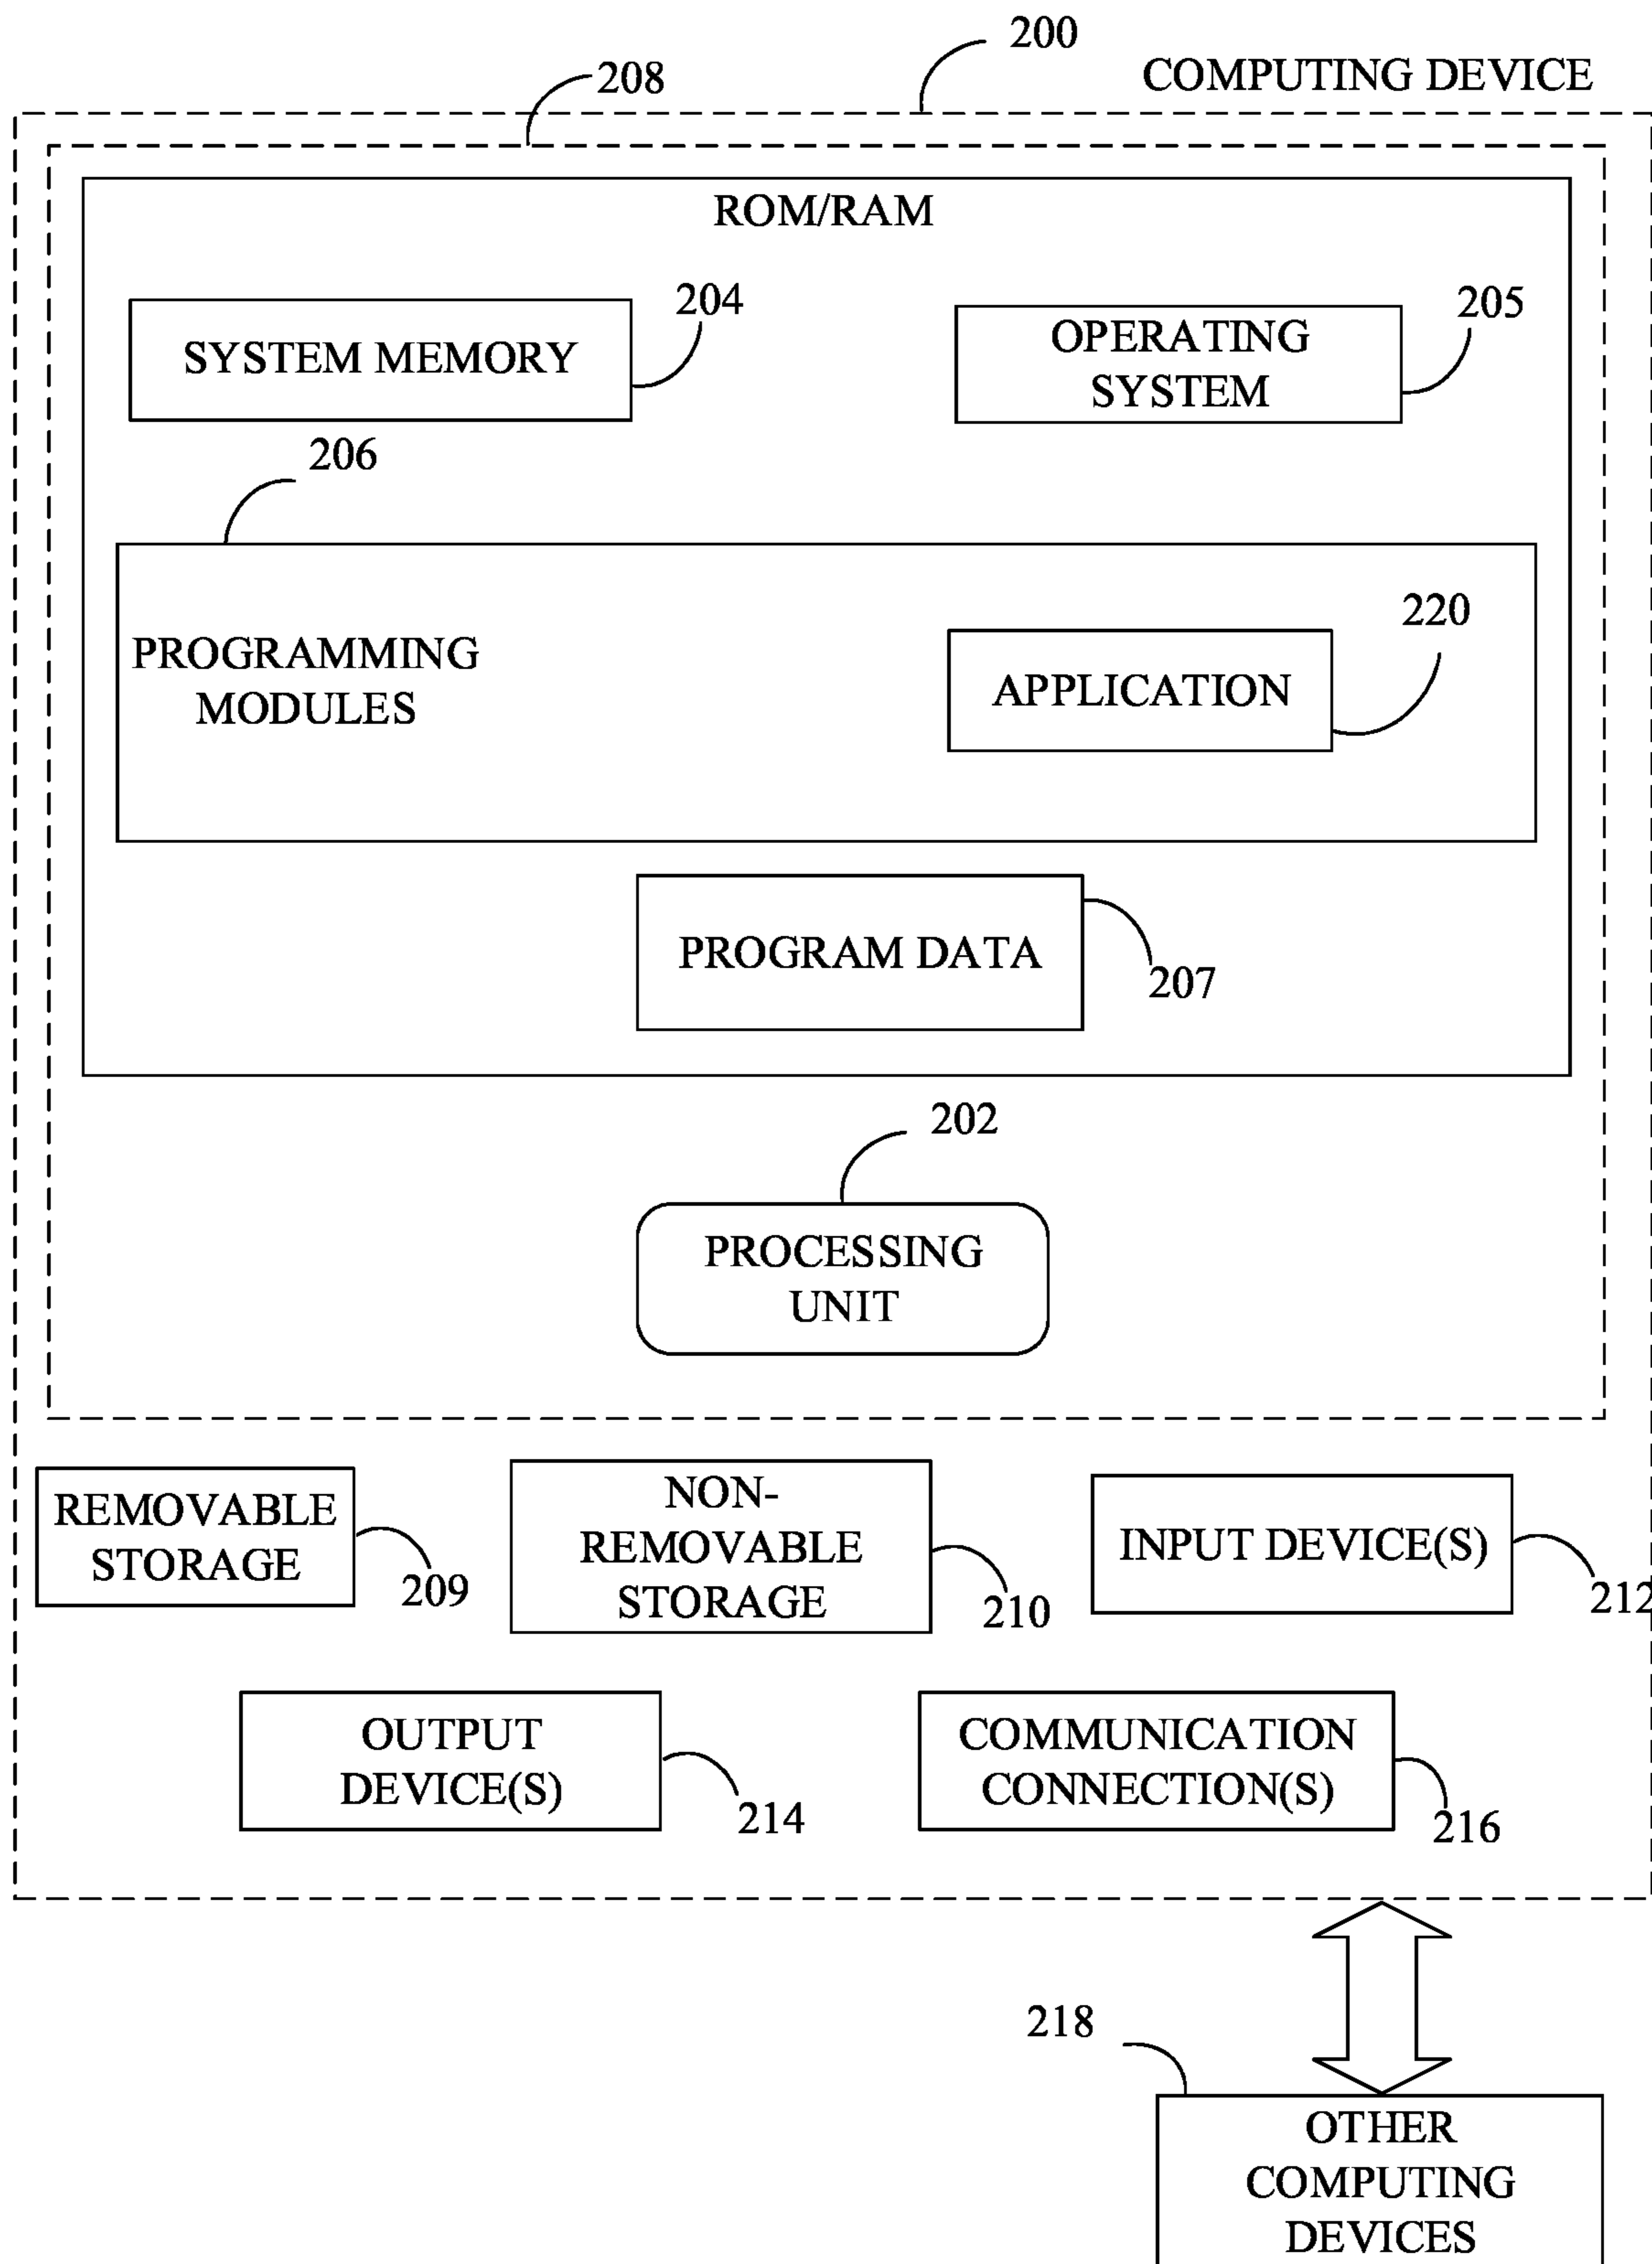 200
208
COMPUTING DEVICE
ROM/RAM
204
205
SYSTEM MEMORY
OPERATING
SYSTEM
206
220
PROGRAMMING
MODULES
APPLICATION
PROGRAM DATA
207
202
PROCESSING
UNIT
REMOVABLE
STORAGE
209
NON-
REMOVABLE
STORAGE
210
INPUT DEVICE(S)
212
OUTPUT
DEVICE(S)
214
COMMUNICATION
CONNECTION(S)
216
218
OTHER
COMPUTING
DEVICES